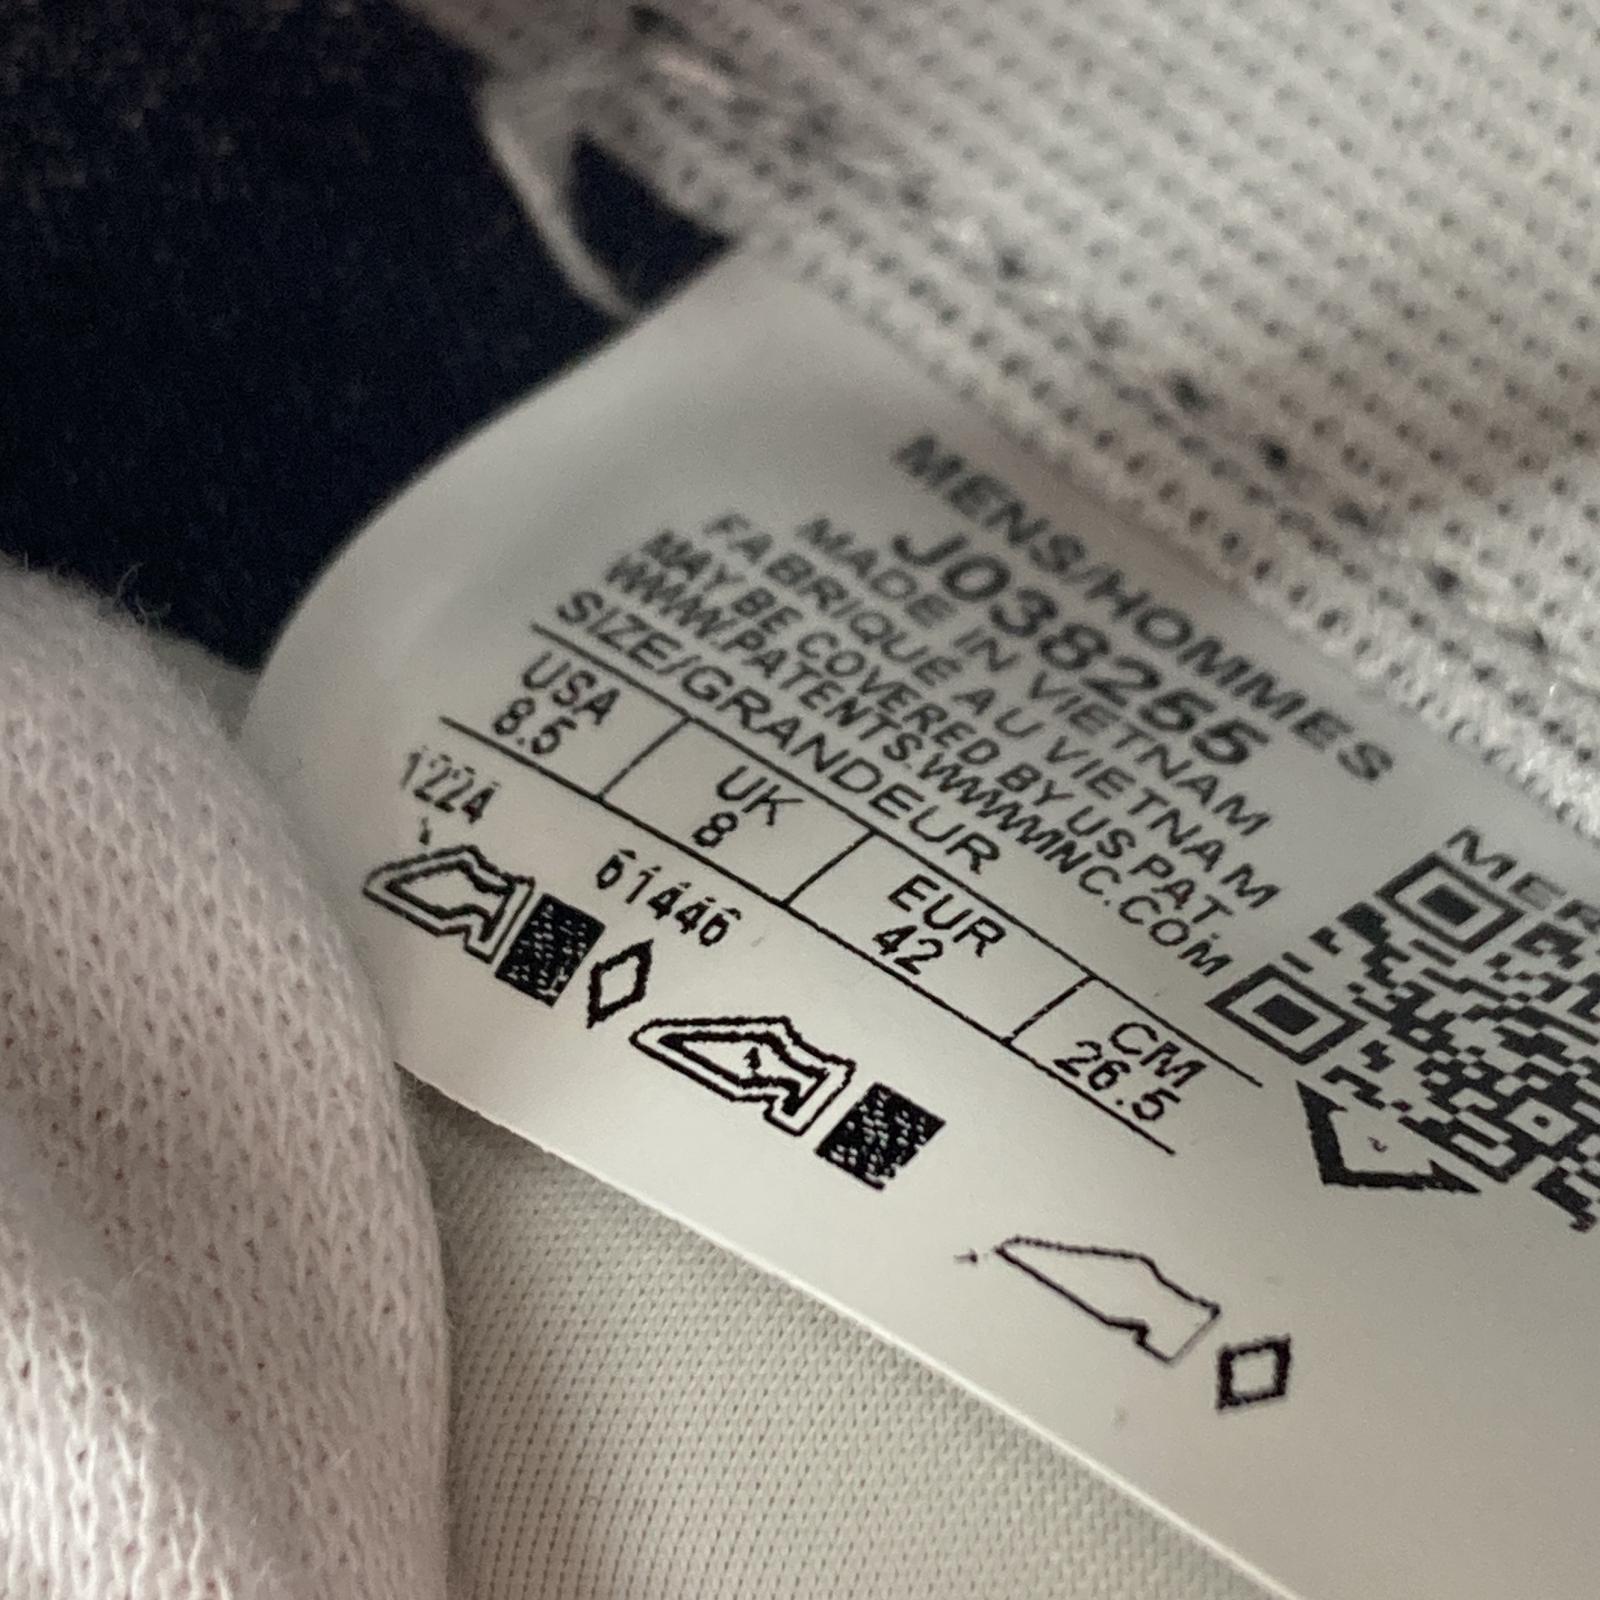 MENS/HOMMES
J038255
MADE IN VIETNAM
FABRIQUÉ AU VIETNAM
MAY BE COVERED BY US PAT.
WWW.PATENTS.WWWINC.COM
SIZE/GRANDEUR
USA UK EUR CM
8.5 8 42 26.5
1224 61446